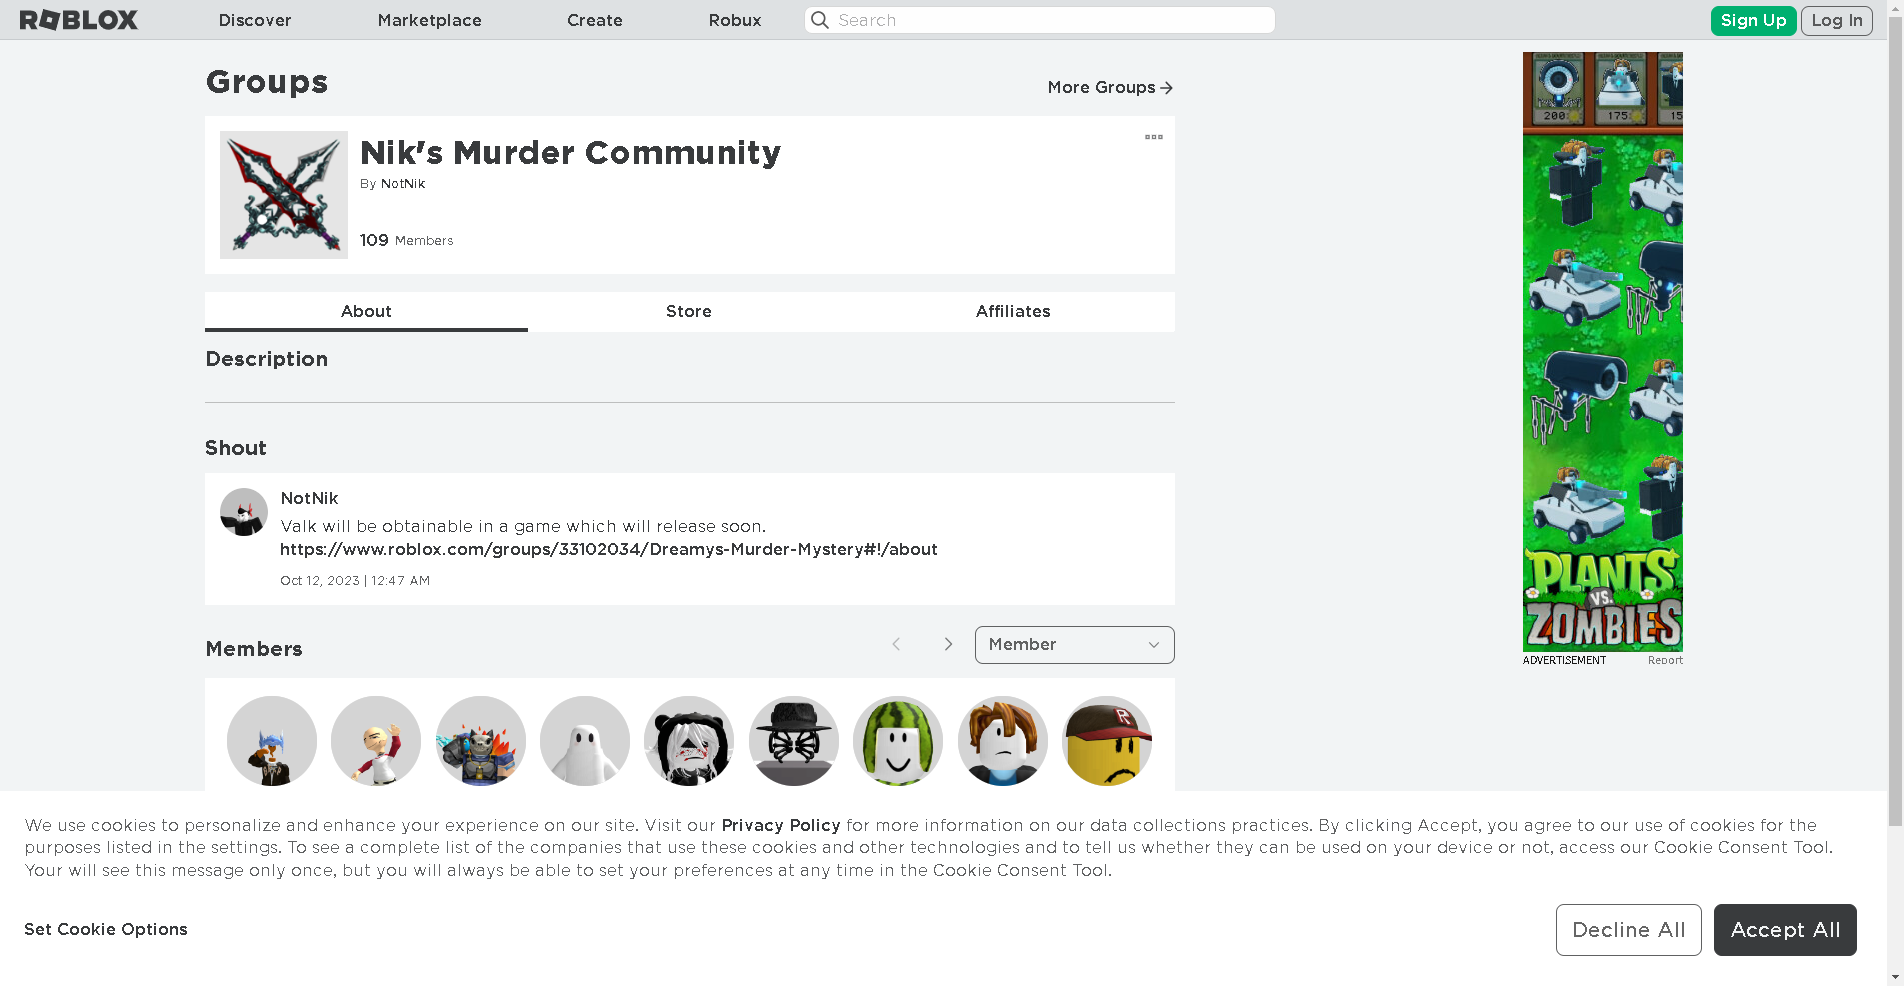 ROBLOX
Discover
Marketplace
Create
Robux
Search
Sign Up
Log In
Groups
More Groups
Nik's Murder Community
By NotNik
109 Members
About
Store
Affiliates
Description
Shout
NotNik
Valk will be obtainable in a game which will release soon.
https://www.roblox.com/groups/33102034/Dreamys-Murder-Mystery#!/about
Oct 12, 2023 | 12:47 AM
Members
Member
R
200
175
15
PLANTS
VS.
ZOMBIES
ADVERTISEMENT
Report
We use cookies to personalize and enhance your experience on our site. Visit our Privacy Policy for more information on our data collections practices. By clicking Accept, you agree to our use of cookies for the
purposes listed in the settings. To see a complete list of the companies that use these cookies and other technologies and to tell us whether they can be used on your device or not, access our Cookie Consent Tool.
Your will see this message only once, but you will always be able to set your preferences at any time in the Cookie Consent Tool.
Set Cookie Options
Decline All
Accept All